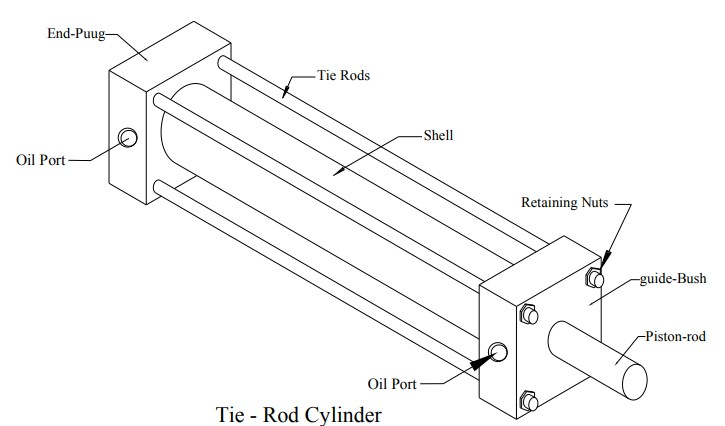 End-Puug
Tie Rods
Shell
Oil Port
Retaining Nuts
guide-Bush
Piston-rod
Oil Port
Tie - Rod Cylinder